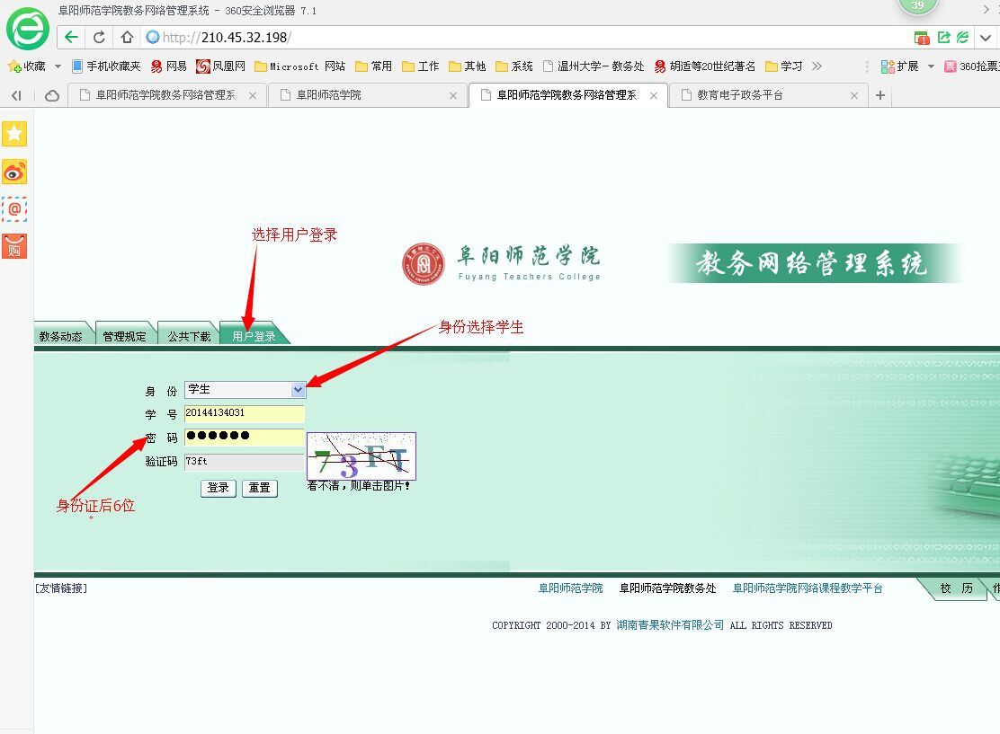 阜阳师范学院教务网络管理系统 - 360安全浏览器 7.1
39
http://210.45.32.198/
1
收藏 手机收藏夹 网易 凤凰网 Microsoft 网站 常用 工作 其他 系统 温州大学-教务处 胡适等20世纪著名 学习 扩展 票 360抢票
阜阳师范学院教务网络管理系 阜阳师范学院 阜阳师范学院教务网络管理系 教育电子政务平台
购
选择用户登录
阜阳师范学院
Fuyang Teachers College
教务网络管理系统
身份选择学生
教务动态 管理规定 公共下载 用户登录
身 份 学生
学 号 20144134031
密 码 ●●●●●●
验证码 73ft
73FT
登录 重置
看不清，则单击图片!
身份证后6位
[友情链接] 阜阳师范学院 阜阳师范学院教务处 阜阳师范学院网络课程教学平台 校 历 作
COPYRIGHT 2000-2014 BY 湖南青果软件有限公司 ALL RIGHTS RESERVED